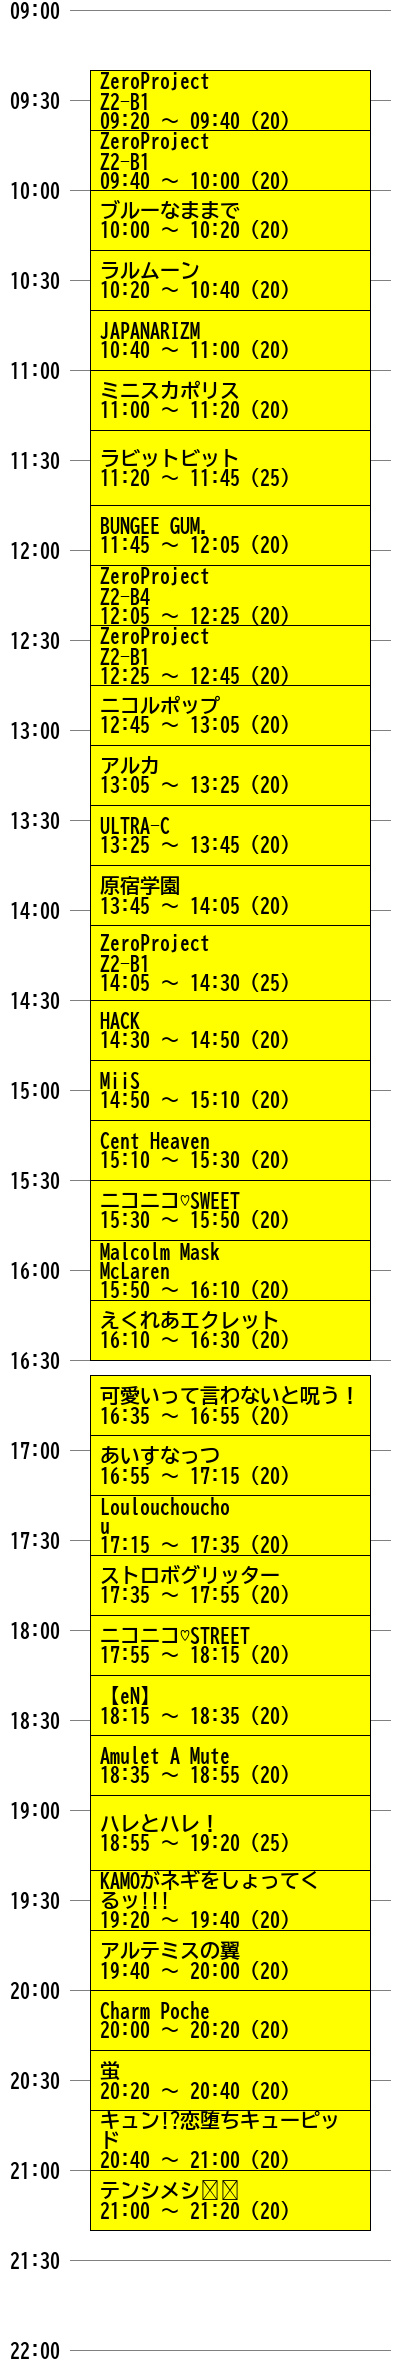 09:00
ZeroProject
Z2-B1
09:20 ～ 09:40 (20)
09:30
ZeroProject
Z2-B1
09:40 ～ 10:00 (20)
10:00
ブルーなままで
10:00 ～ 10:20 (20)
ラルムーン
10:20 ～ 10:40 (20)
10:30
JAPANARIZM
10:40 ～ 11:00 (20)
11:00
ミニスカポリス
11:00 ～ 11:20 (20)
11:30
ラビットビット
11:20 ～ 11:45 (25)
BUNGEE GUM.
11:45 ～ 12:05 (20)
12:00
ZeroProject
Z2-B4
12:05 ～ 12:25 (20)
12:30
ZeroProject
Z2-B1
12:25 ～ 12:45 (20)
ニコルポップ
12:45 ～ 13:05 (20)
13:00
アルカ
13:05 ～ 13:25 (20)
13:30
ULTRA-C
13:25 ～ 13:45 (20)
原宿学園
13:45 ～ 14:05 (20)
14:00
ZeroProject
Z2-B1
14:05 ～ 14:30 (25)
14:30
HACK
14:30 ～ 14:50 (20)
MiiS
14:50 ～ 15:10 (20)
15:00
Cent Heaven
15:10 ～ 15:30 (20)
15:30
ニコニコ♡SWEET
15:30 ～ 15:50 (20)
Malcolm Mask
McLaren
15:50 ～ 16:10 (20)
16:00
えくれあエクレット
16:10 ～ 16:30 (20)
16:30
可愛いって言わないと呪う！
16:35 ～ 16:55 (20)
17:00
あいすなっつ
16:55 ～ 17:15 (20)
Loulouchoucho
u
17:15 ～ 17:35 (20)
17:30
ストロボグリッター
17:35 ～ 17:55 (20)
18:00
ニコニコ♡STREET
17:55 ～ 18:15 (20)
【eN】
18:15 ～ 18:35 (20)
18:30
Amulet A Mute
18:35 ～ 18:55 (20)
19:00
ハレとハレ！
18:55 ～ 19:20 (25)
KAMOがネギをしょってく
るッ!!!
19:20 ～ 19:40 (20)
19:30
アルテミスの翼
19:40 ～ 20:00 (20)
20:00
Charm Poche
20:00 ～ 20:20 (20)
蛍
20:20 ～ 20:40 (20)
20:30
キュン!?恋堕ちキューピッ
ド
20:40 ～ 21:00 (20)
21:00
テンシメシ
21:00 ～ 21:20 (20)
21:30
22:00